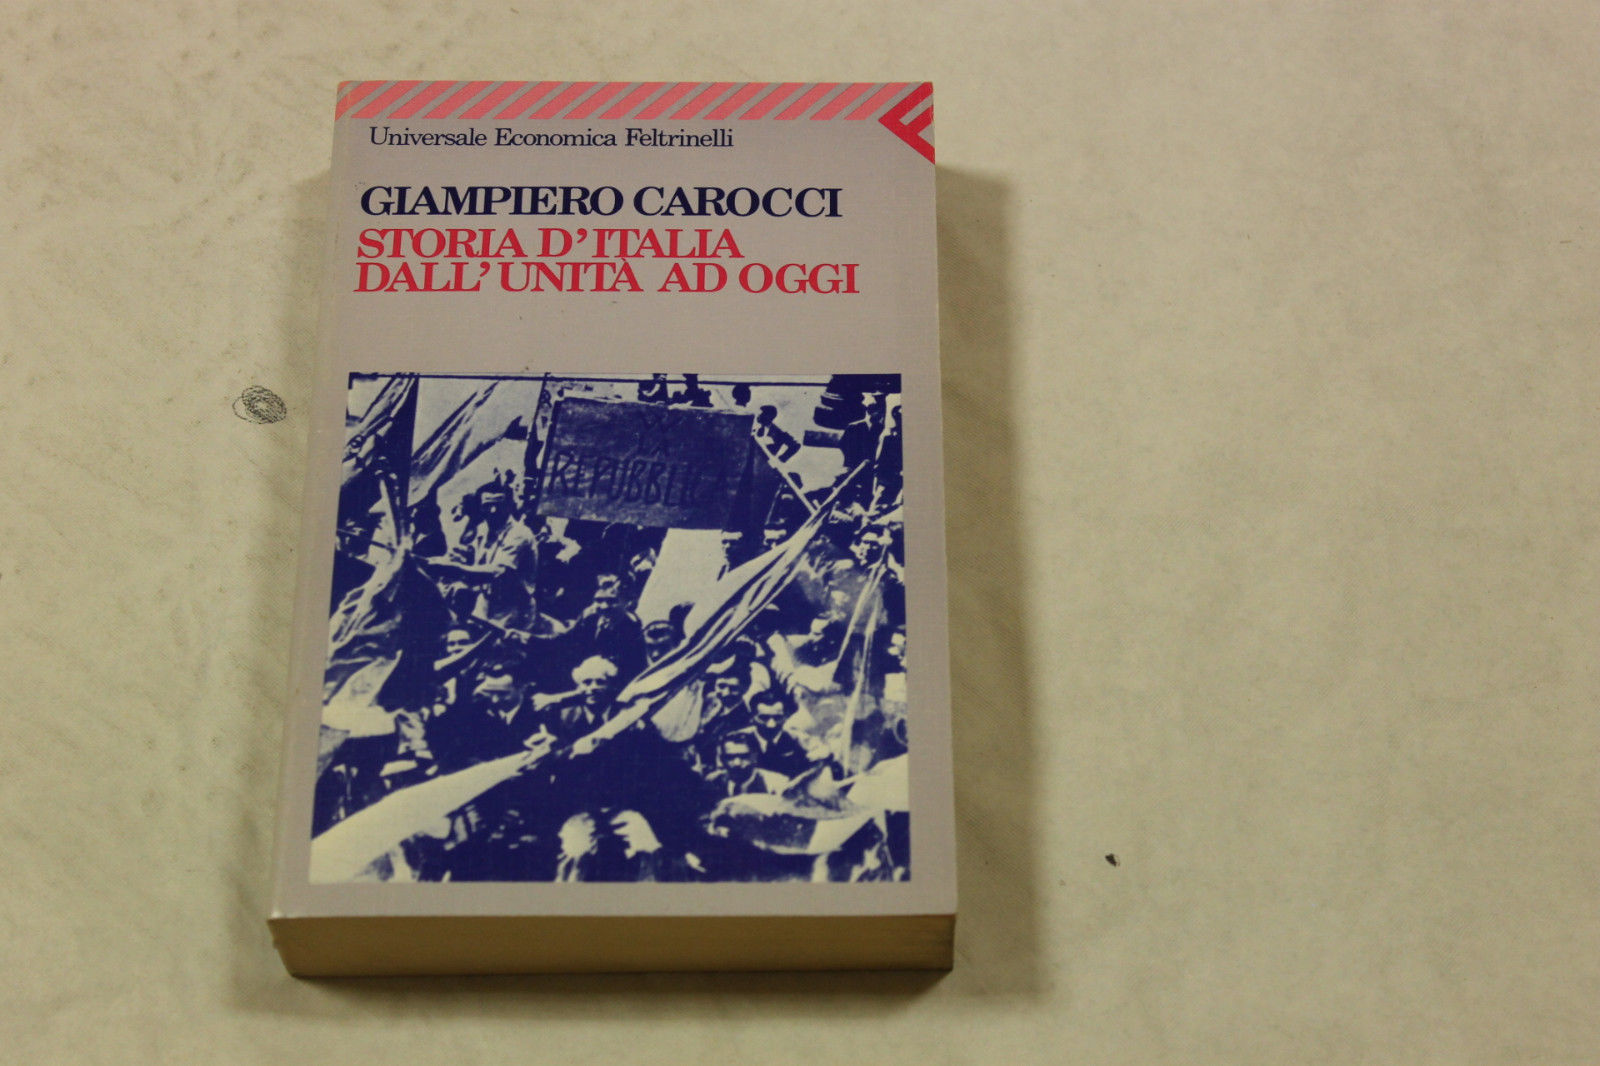 Universale Economica Feltrinelli
GIAMPIERO CAROCCI
STORIA D'ITALIA
DALL'UNITÀ AD OGGI
REPUBBLICA